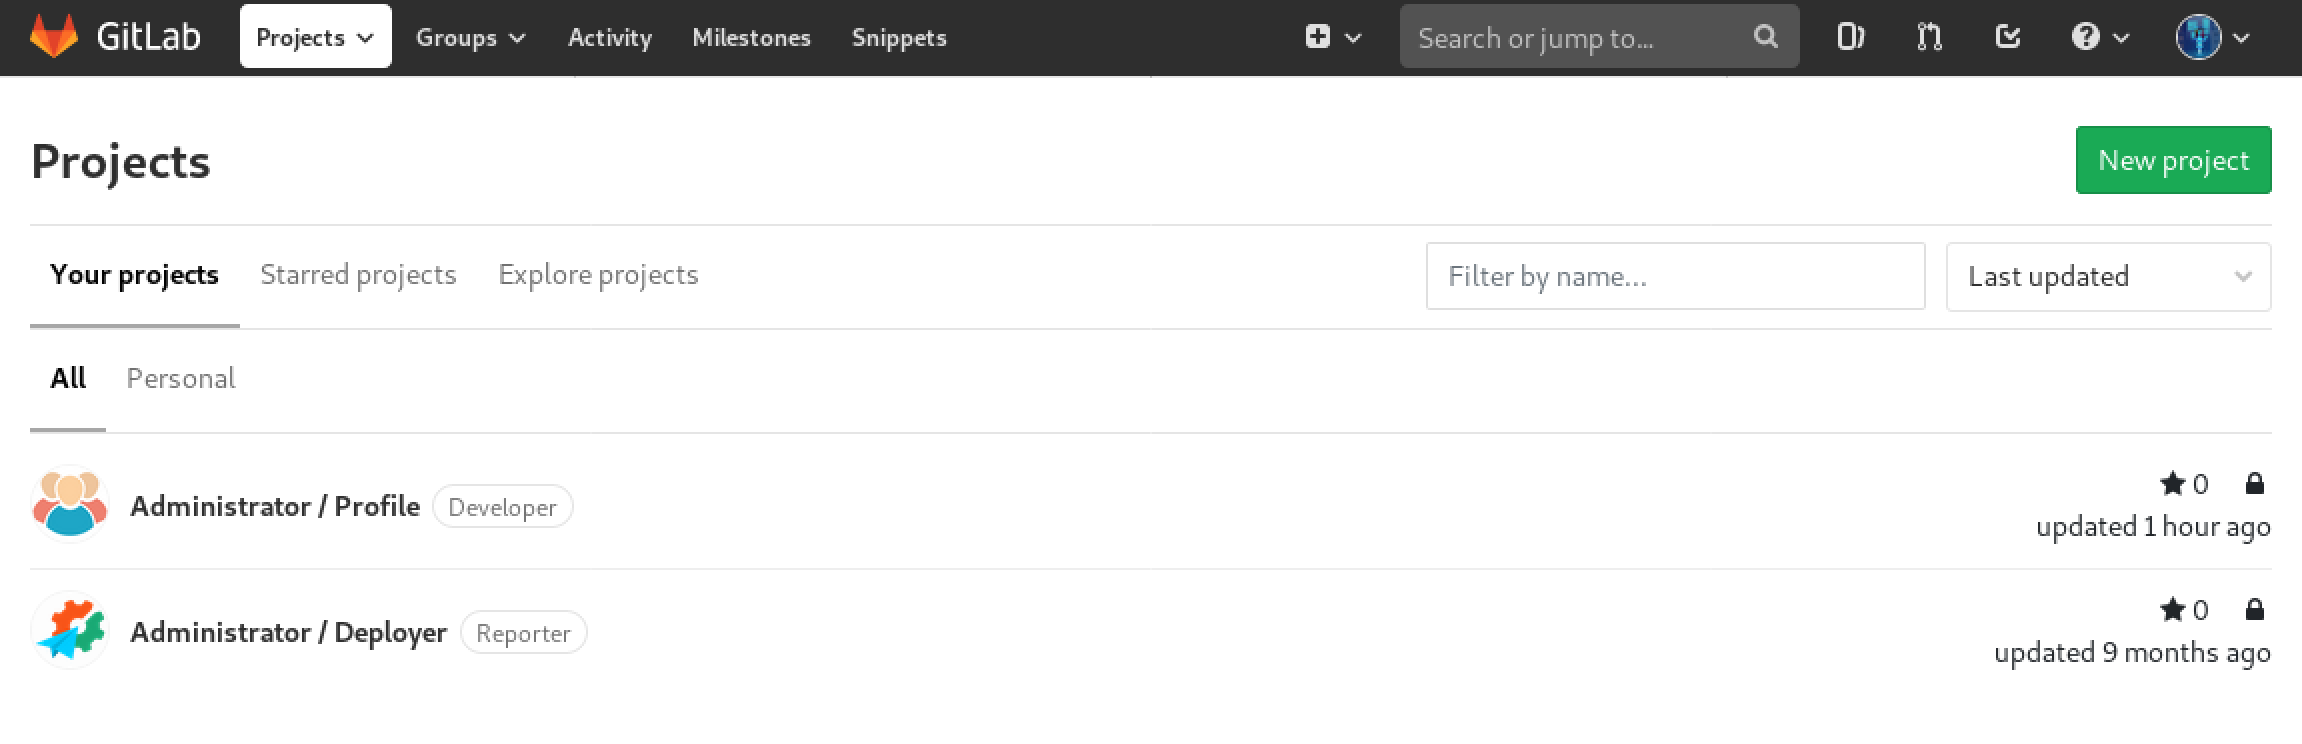 GitLab Projects Groups Activity Milestones Snippets Search or jump to...
Projects New project
Your projects Starred projects Explore projects Filter by name... Last updated
All Personal
Administrator / Profile Developer 0
updated 1 hour ago
Administrator / Deployer Reporter 0
updated 9 months ago